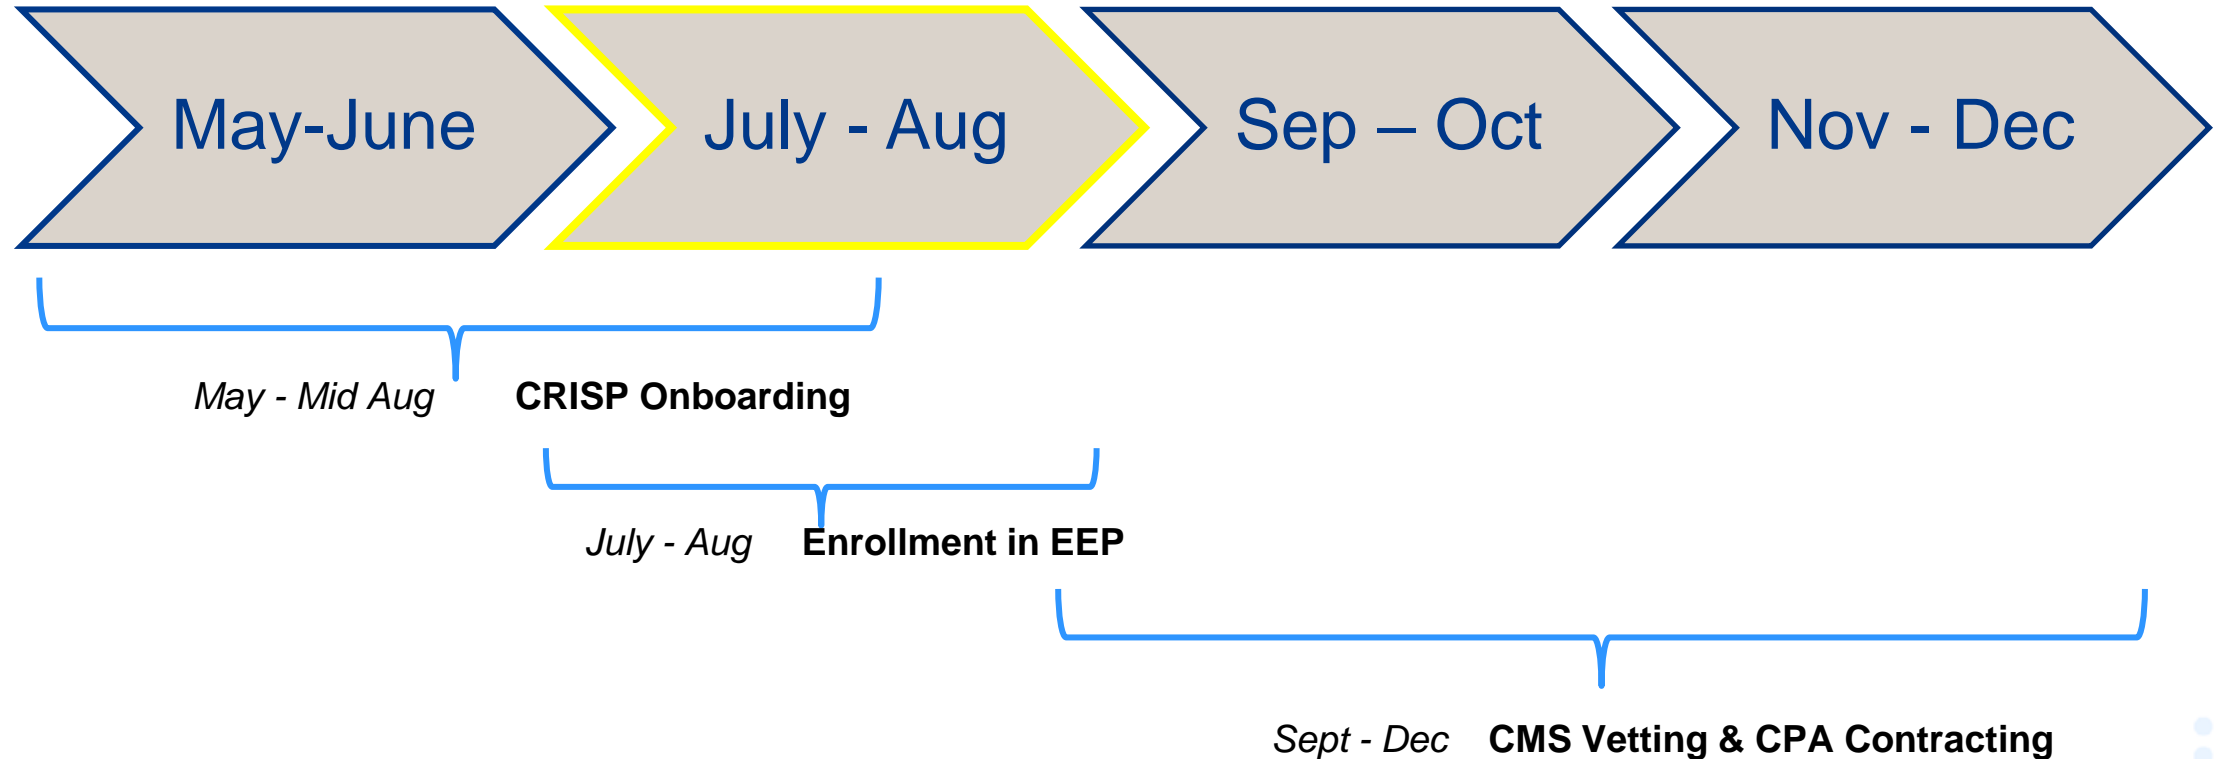 May-June
July - Aug
Sep – Oct
Nov - Dec
May - Mid Aug CRISP Onboarding
July - Aug Enrollment in EEP
Sept - Dec CMS Vetting & CPA Contracting